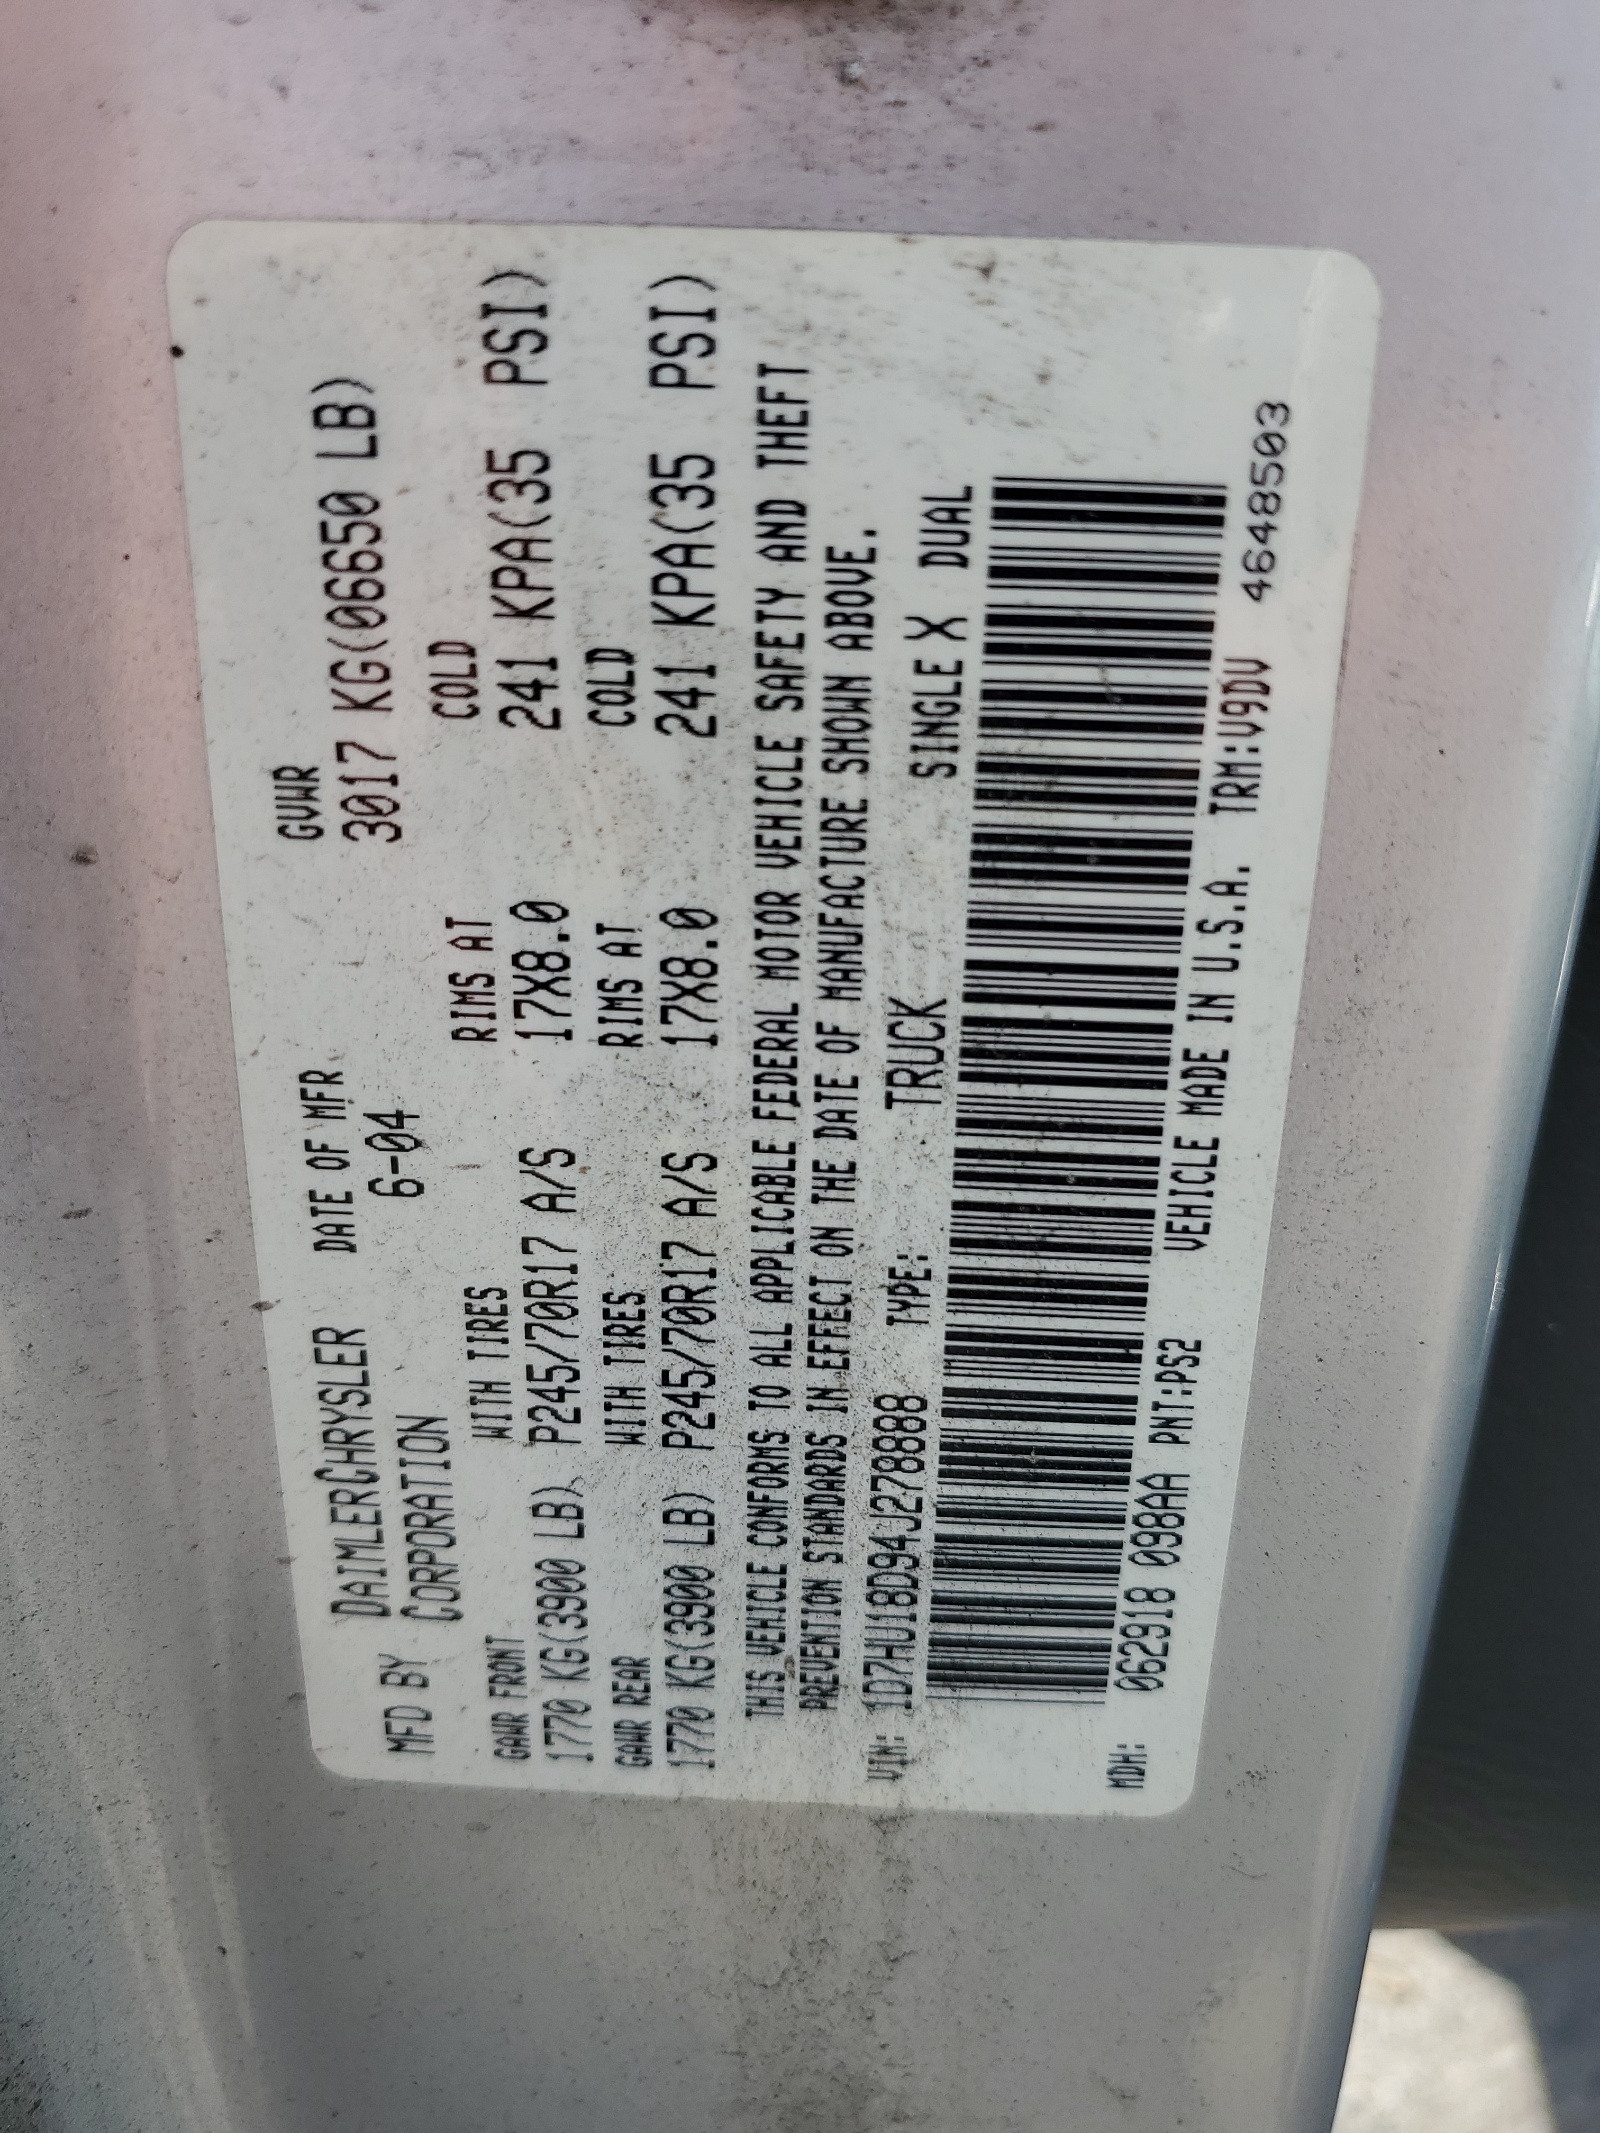 MFD BY DAIMLERCHRYSLER CORPORATION DATE OF MFR 6-04 GVWR 3017 KG(06650 LB)
GAWR FRONT WITH TIRES RIMS AT COLD
1770 KG(3900 LB) P245/70R17 A/S 17X8.0 241 KPA(35 PSI)
GAWR REAR WITH TIRES RIMS AT COLD
1770 KG(3900 LB) P245/70R17 A/S 17X8.0 241 KPA(35 PSI)
THIS VEHICLE CONFORMS TO ALL APPLICABLE FEDERAL MOTOR VEHICLE SAFETY AND THEFT
PREVENTION STANDARDS IN EFFECT ON THE DATE OF MANUFACTURE SHOWN ABOVE.
VIN: 1D7HU18D94J278888 TYPE: TRUCK SINGLE X DUAL
MDH: 062918 098AA PNT:PS2 VEHICLE MADE IN U.S.A. TRM:V9DV 4648503